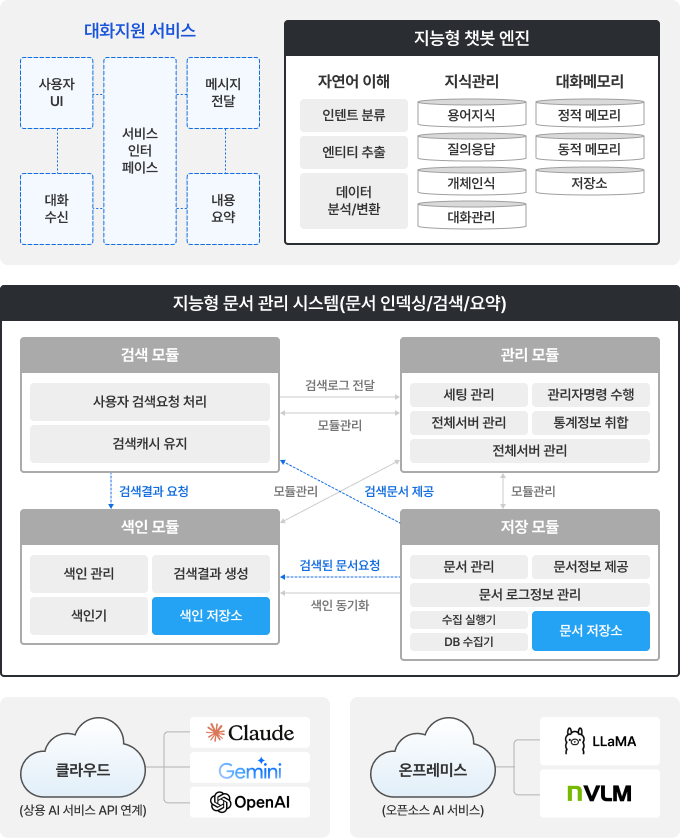 대화지원 서비스
사용자
UI
서비스
인터
페이스
메시지
전달
대화
수신
내용
요약
지능형 챗봇 엔진
자연어 이해
인텐트 분류
엔티티 추출
데이터
분석/변환
지식관리
용어지식
질의응답
개체인식
대화관리
대화메모리
정적 메모리
동적 메모리
저장소
지능형 문서 관리 시스템(문서 인덱싱/검색/요약)
검색 모듈
사용자 검색요청 처리
검색캐시 유지
검색로그 전달
모듈관리
관리 모듈
세팅 관리
관리자명령 수행
전체서버 관리
통계정보 취합
전체서버 관리
검색결과 요청
모듈관리
검색문서 제공
모듈관리
색인 모듈
색인 관리
검색결과 생성
색인기
색인 저장소
검색된 문서요청
색인 동기화
저장 모듈
문서 관리
문서정보 제공
문서 로그정보 관리
수집 실행기
DB 수집기
문서 저장소
클라우드
(상용 AI 서비스 API 연계)
Claude
Gemini
OpenAI
온프레미스
(오픈소스 AI 서비스)
LLaMA
nVLM